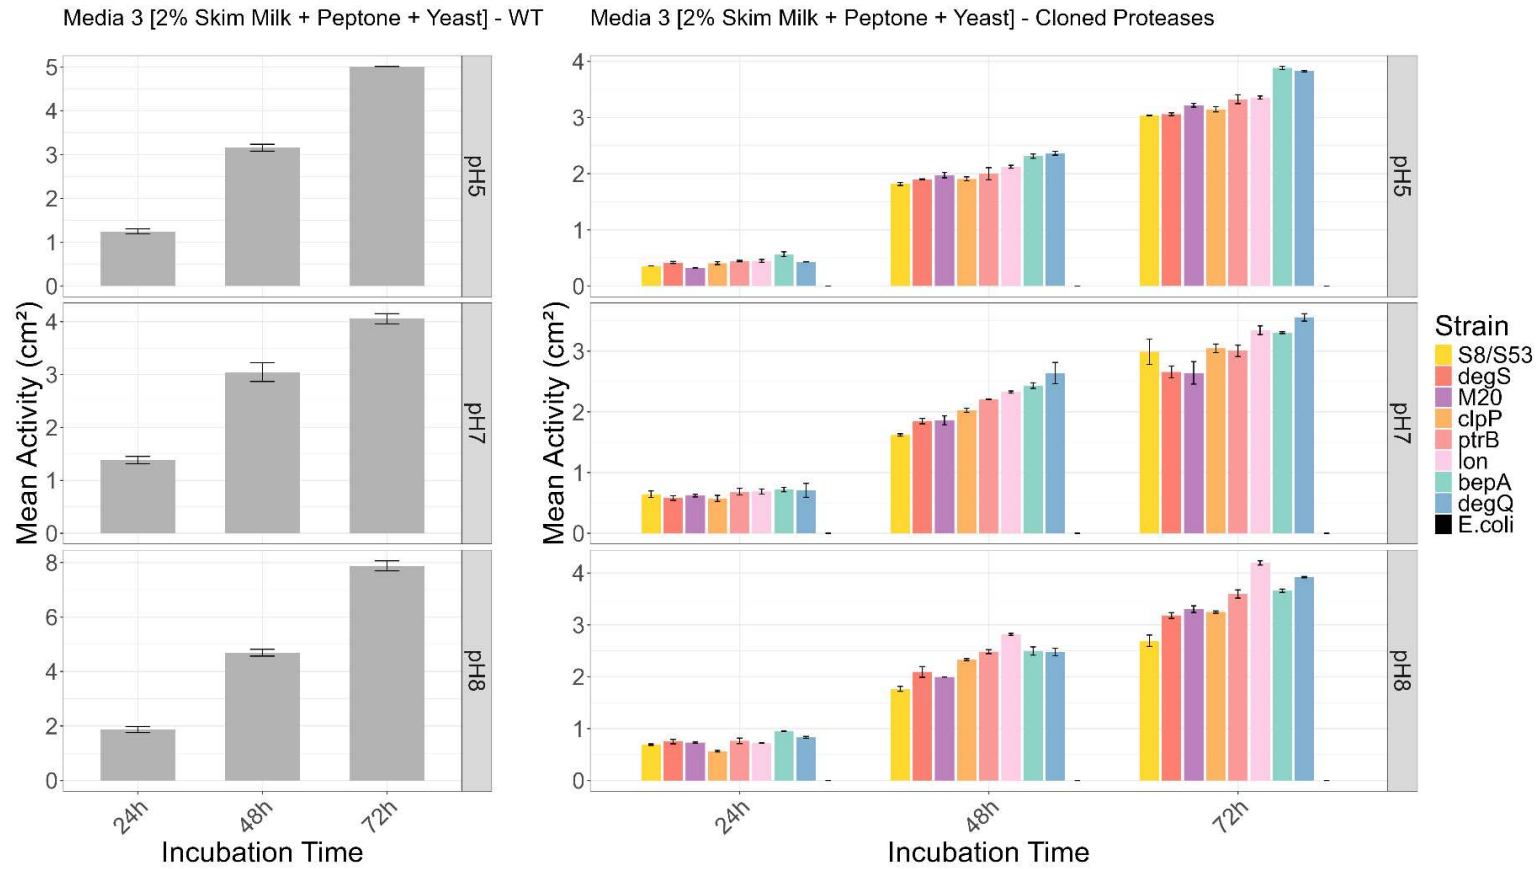 Media 3 [2% Skim Milk + Peptone + Yeast] - WT
Mean Activity (cm²)
5
4
3
2
1
0
pH5
4
3
2
1
0
pH7
8
6
4
2
0
pH8
24h
48h
72h
Incubation Time
Media 3 [2% Skim Milk + Peptone + Yeast] - Cloned Proteases
Mean Activity (cm²)
4
3
2
1
0
pH5
3
2
1
0
pH7
4
3
2
1
0
pH8
24h
48h
72h
Incubation Time
Strain
S8/S53
degS
M20
clpP
ptrB
lon
bepA
degQ
E.coli